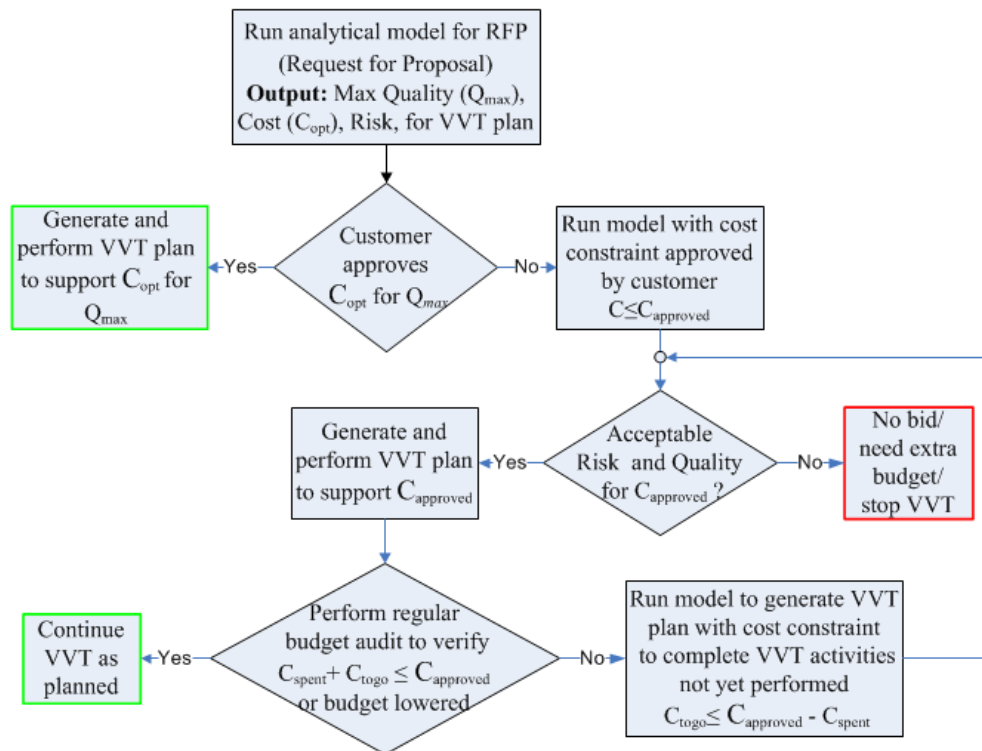 Run analytical model for RFP
(Request for Proposal)
Output: Max Quality (Qmax),
Cost (Copt), Risk, for VVT plan
Generate and
perform VVT plan
to support Copt for
Qmax
Yes
Customer
approves
Copt for Qmax
No
Run model with cost
constraint approved
by customer
C≤Capproved
Generate and
perform VVT plan
to support Capproved
Yes
Acceptable
Risk and Quality
for Capproved ?
No
No bid/
need extra
budget/
stop VVT
Continue
VVT as
planned
Yes
Perform regular
budget audit to verify
Cspent+ Ctogo ≤ Capproved
or budget lowered
No
Run model to generate VVT
plan with cost constraint
to complete VVT activities
not yet performed
Ctogo≤ Capproved - Cspent